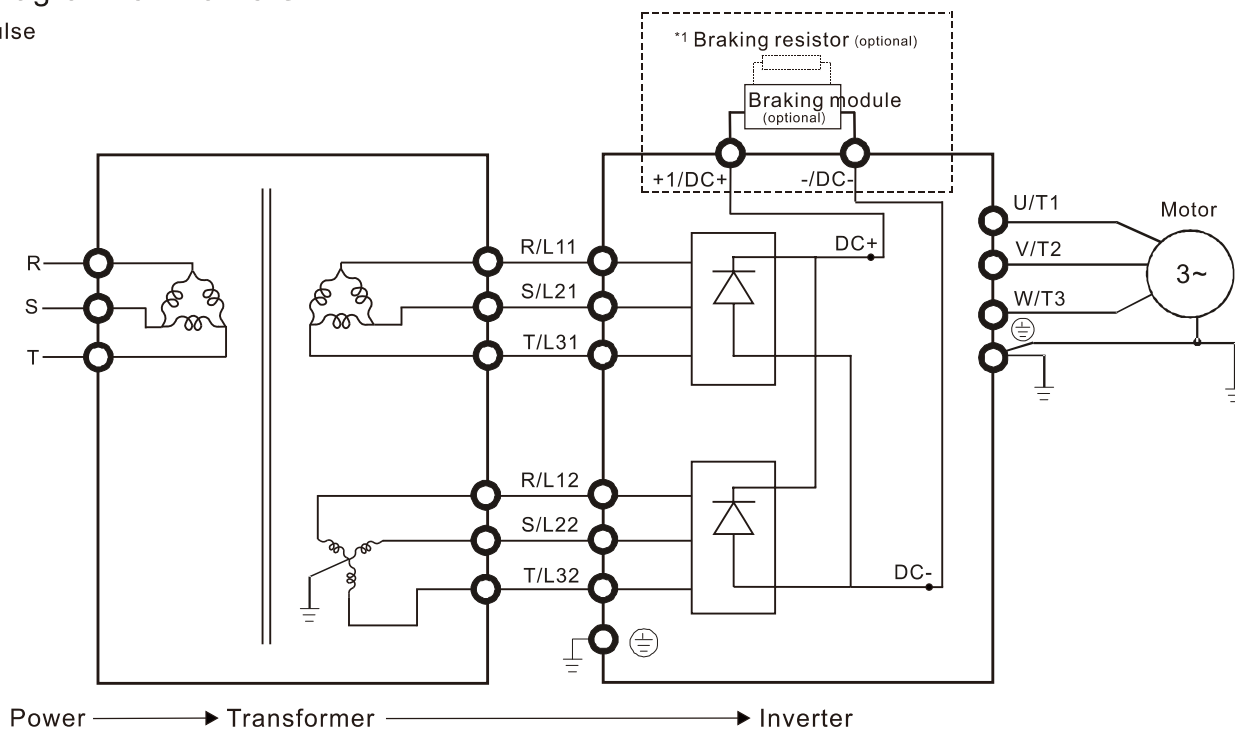 ulse
*1 Braking resistor (optional)
Braking module
(optional)
+1/DC+
-/DC-
R
S
T
R/L11
S/L21
T/L31
R/L12
S/L22
T/L32
DC+
DC-
U/T1
V/T2
W/T3
Motor
3~
Power
Transformer
Inverter